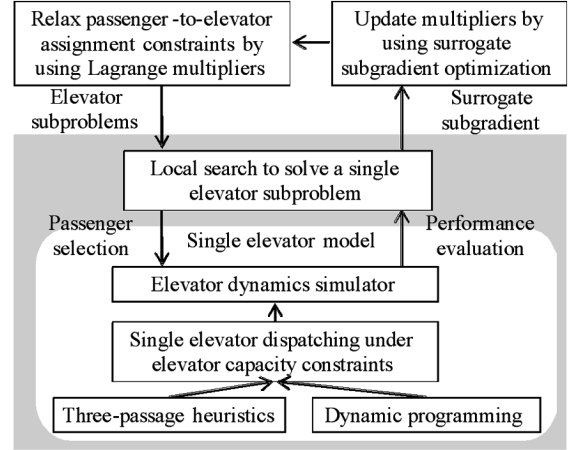 Relax passenger-to-elevator
assignment constraints by
using Lagrange multipliers
Update multipliers by
using surrogate
subgradient optimization
Elevator
subproblems
Surrogate
subgradient
Local search to solve a single
elevator subproblem
Passenger
selection
Single elevator model
Performance
evaluation
Elevator dynamics simulator
Single elevator dispatching under
elevator capacity constraints
Three-passage heuristics
Dynamic programming